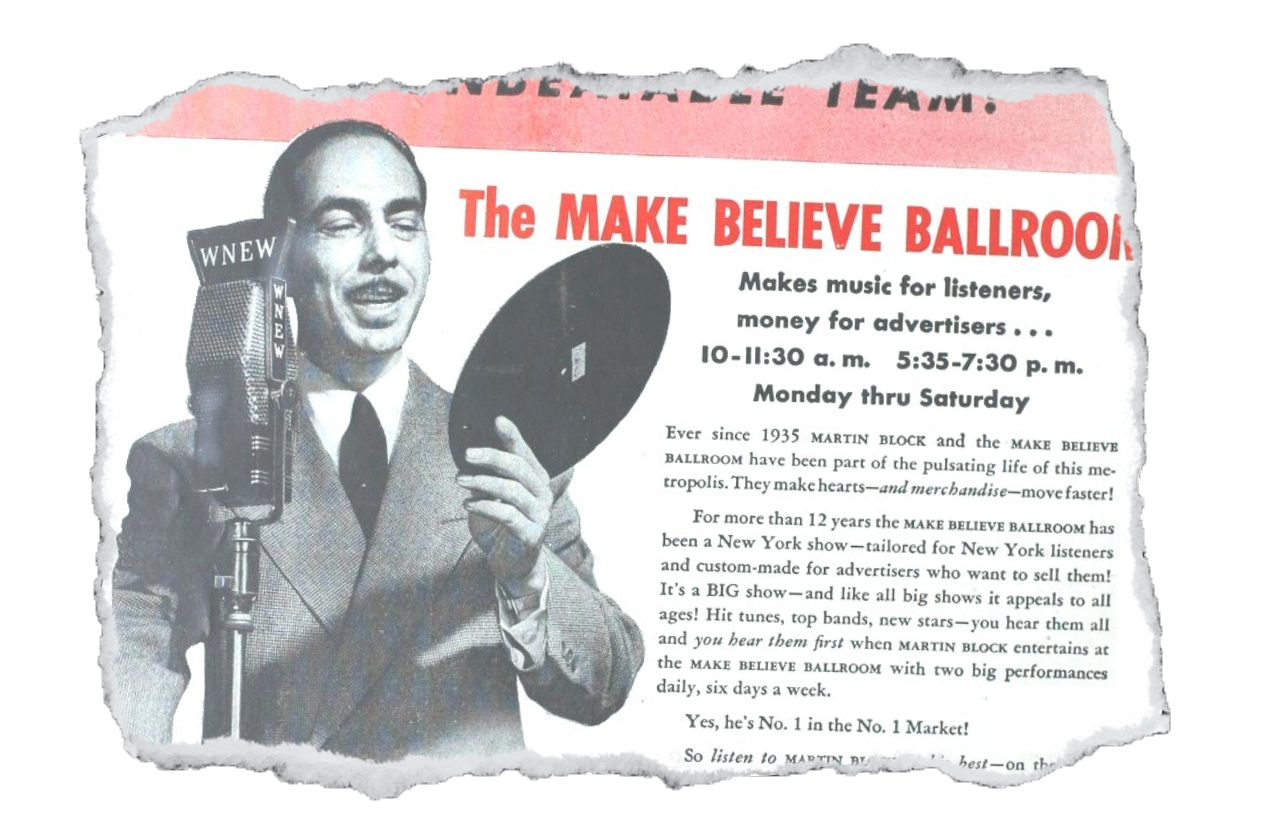 TEAM!
The MAKE BELIEVE BALLROO
WNEW
WNEW
Makes music for listeners,
money for advertisers . . .
10-11:30 a. m. 5:35-7:30 p. m.
Monday thru Saturday
Ever since 1935 MARTIN BLOCK and the MAKE BELIEVE
BALLROOM have been part of the pulsating life of this me-
tropolis. They make hearts—and merchandise—move faster!
For more than 12 years the MAKE BELIEVE BALLROOM has
been a New York show—tailored for New York listeners
and custom-made for advertisers who want to sell them!
It's a BIG show—and like all big shows it appeals to all
ages! Hit tunes, top bands, new stars—you hear them all
and you hear them first when MARTIN BLOCK entertains at
the MAKE BELIEVE BALLROOM with two big performances
daily, six days a week.
Yes, he's No. 1 in the No. 1 Market!
So listen to MARTIN best—on the